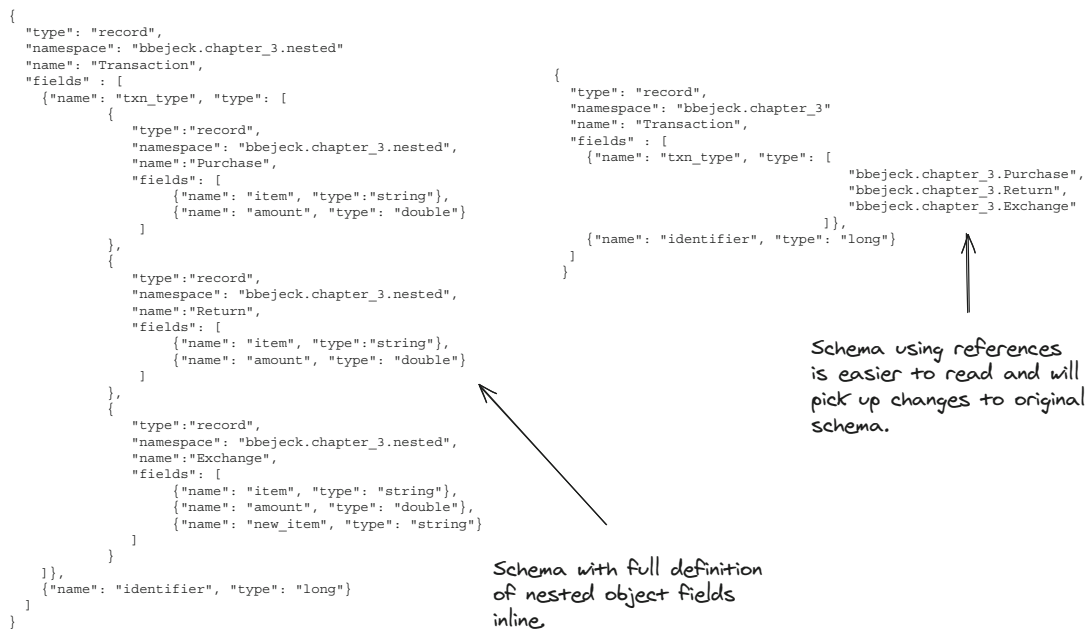 {
  "type": "record",
  "namespace": "bbejeck.chapter_3.nested"
  "name": "Transaction",
  "fields" : [
    {"name": "txn_type", "type": [
            {
               "type":"record",
               "namespace": "bbejeck.chapter_3.nested",
               "name":"Purchase",
               "fields": [
                    {"name": "item", "type":"string"},
                    {"name": "amount", "type": "double"}
                ]
            },
            {
               "type":"record",
               "namespace": "bbejeck.chapter_3.nested",
               "name":"Return",
               "fields": [
                    {"name": "item", "type":"string"},
                    {"name": "amount", "type": "double"}
                ]
            },
            {
               "type":"record",
               "namespace": "bbejeck.chapter_3.nested",
               "name":"Exchange",
               "fields": [
                    {"name": "item", "type": "string"},
                    {"name": "amount", "type": "double"},
                    {"name": "new_item", "type": "string"}
               ]
            }
    ]},
    {"name": "identifier", "type": "long"}
  ]
}
Schema with full definition
of nested object fields
inline.
{
  "type": "record",
  "namespace": "bbejeck.chapter_3"
  "name": "Transaction",
  "fields" : [
    {"name": "txn_type", "type": [
                                   "bbejeck.chapter_3.Purchase",
                                   "bbejeck.chapter_3.Return",
                                   "bbejeck.chapter_3.Exchange"
                                ]},
    {"name": "identifier", "type": "long"}
  ]
 }
Schema using references
is easier to read and will
pick up changes to original
schema.